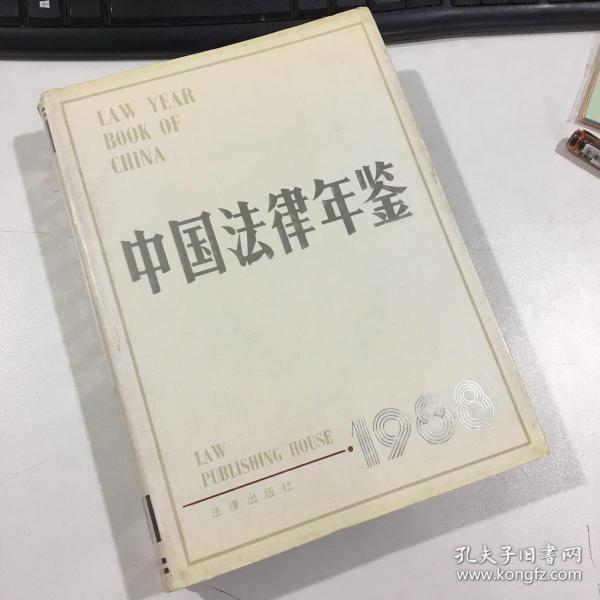 LAW YEAR
BOOK OF
CHINA
中国法律年鉴
1988
LAW
PUBLISHING HOUSE
法律出版社
孔夫子旧书网
www.kongfz.com